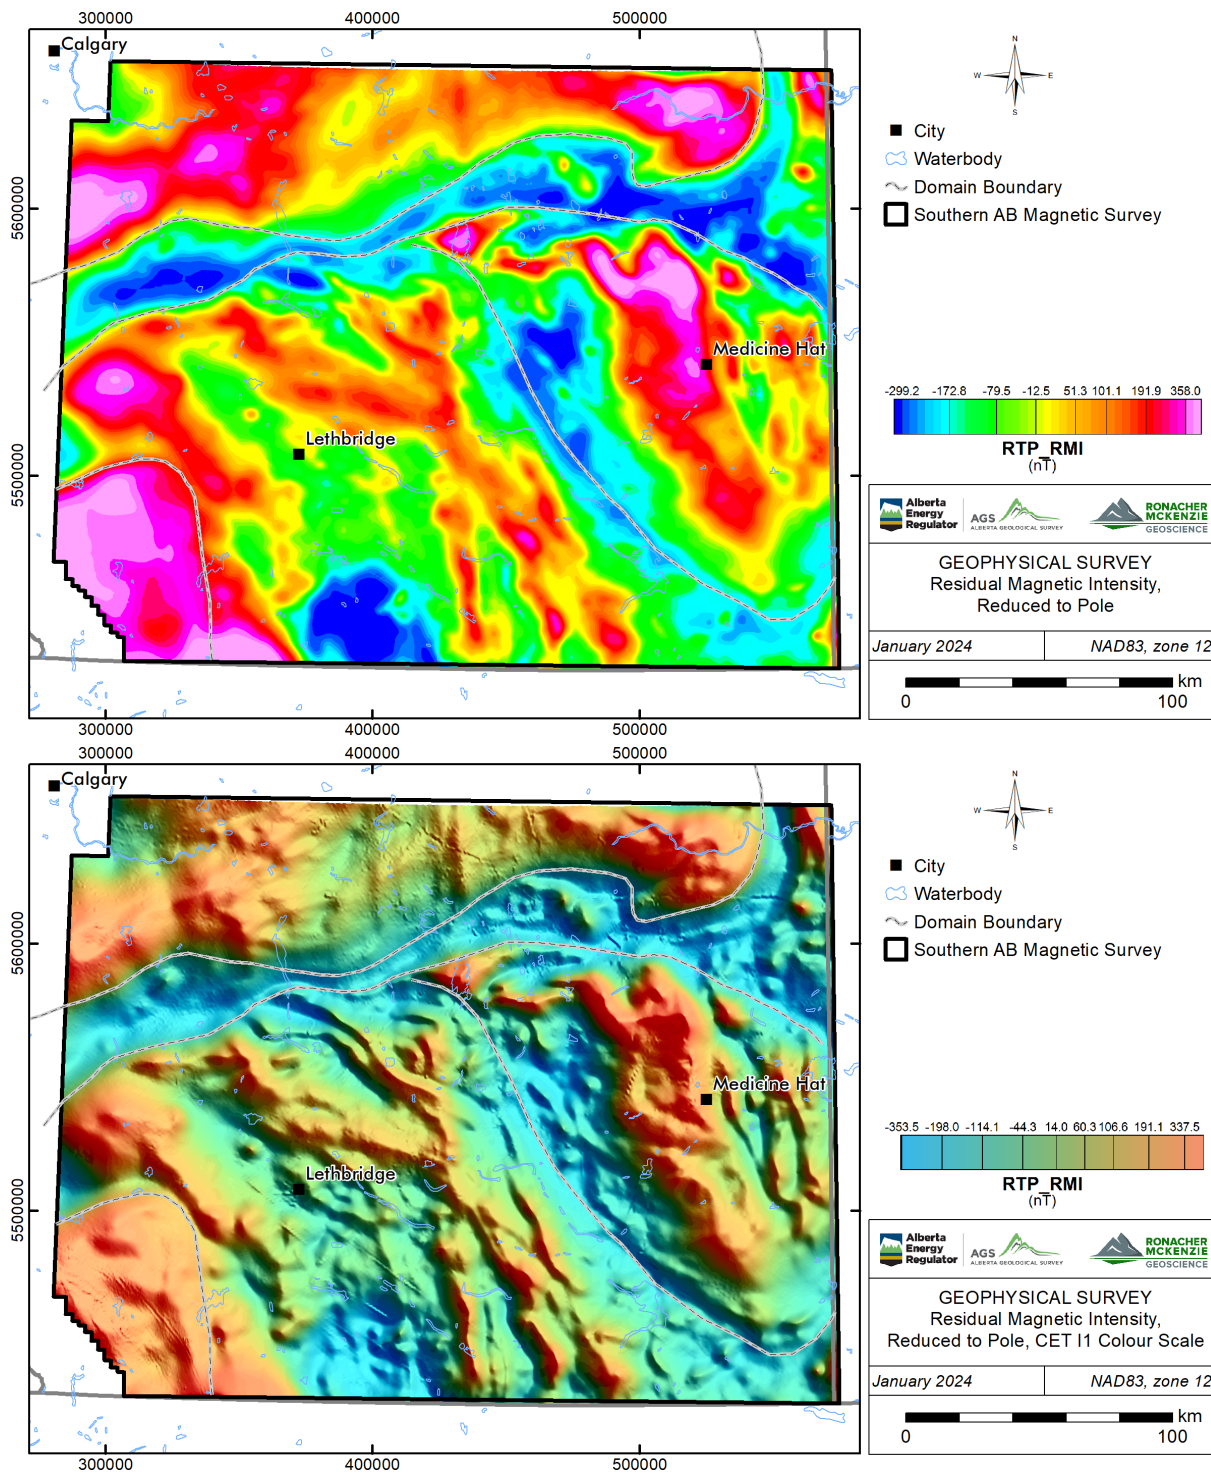 300000 400000 500000
Calgary
5600000
5500000
Medicine Hat
Lethbridge
300000 400000 500000
N
W E
S
City
Waterbody
Domain Boundary
Southern AB Magnetic Survey
-299.2 -172.8 -79.5 -12.5 51.3 101.1 191.9 358.0
RTP_RMI
(nT)
Alberta
Energy
Regulator
AGS
ALBERTA GEOLOGICAL SURVEY
RONACHER
MCKENZIE
GEOSCIENCE
GEOPHYSICAL SURVEY
Residual Magnetic Intensity,
Reduced to Pole
January 2024 NAD83, zone 12
km
0 100
300000 400000 500000
Calgary
5600000
5500000
Medicine Hat
Lethbridge
300000 400000 500000
N
W E
S
City
Waterbody
Domain Boundary
Southern AB Magnetic Survey
-353.5 -198.0 -114.1 -44.3 14.0 60.3 106.6 191.1 337.5
RTP_RMI
(nT)
Alberta
Energy
Regulator
AGS
ALBERTA GEOLOGICAL SURVEY
RONACHER
MCKENZIE
GEOSCIENCE
GEOPHYSICAL SURVEY
Residual Magnetic Intensity,
Reduced to Pole, CET I1 Colour Scale
January 2024 NAD83, zone 12
km
0 100